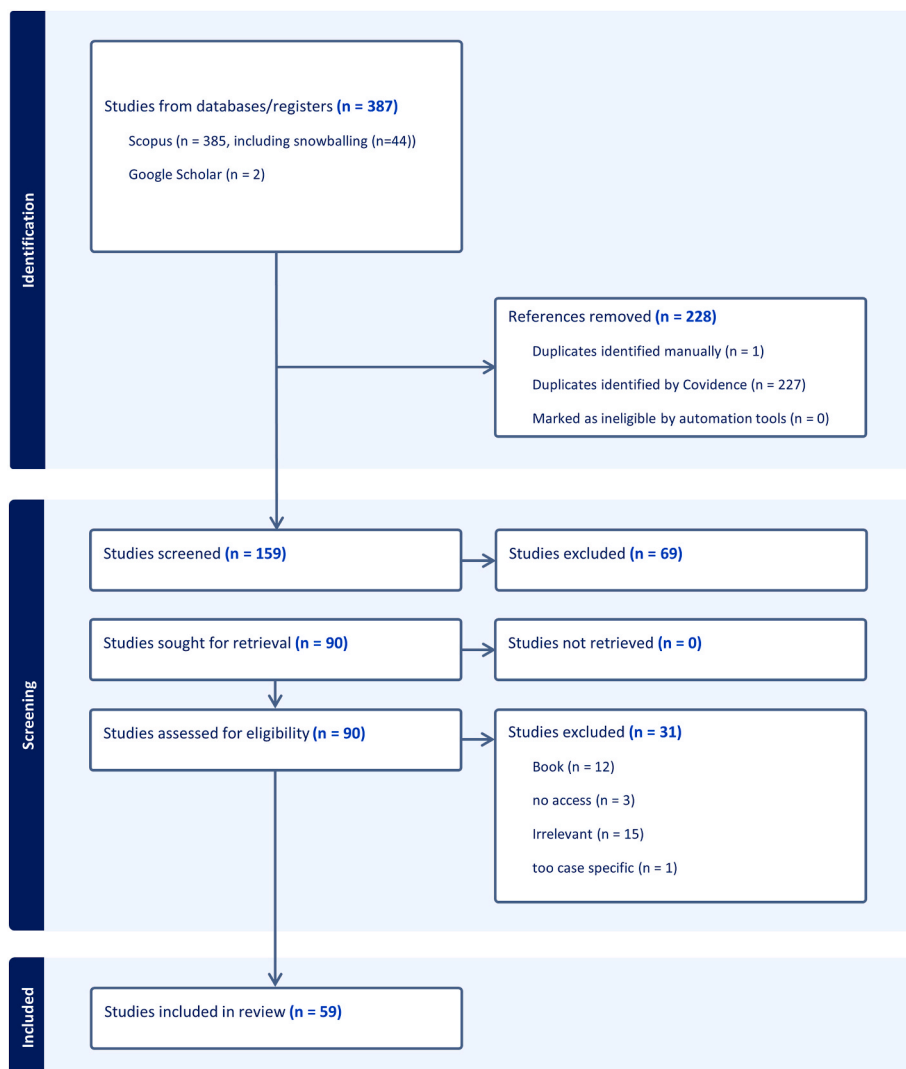 Identification
Studies from databases/registers (n = 387)
Scopus (n = 385, including snowballing (n=44))
Google Scholar (n = 2)
References removed (n = 228)
Duplicates identified manually (n = 1)
Duplicates identified by Covidence (n = 227)
Marked as ineligible by automation tools (n = 0)
Screening
Studies screened (n = 159)
Studies excluded (n = 69)
Studies sought for retrieval (n = 90)
Studies not retrieved (n = 0)
Studies assessed for eligibility (n = 90)
Studies excluded (n = 31)
Book (n = 12)
no access (n = 3)
Irrelevant (n = 15)
too case specific (n = 1)
Included
Studies included in review (n = 59)